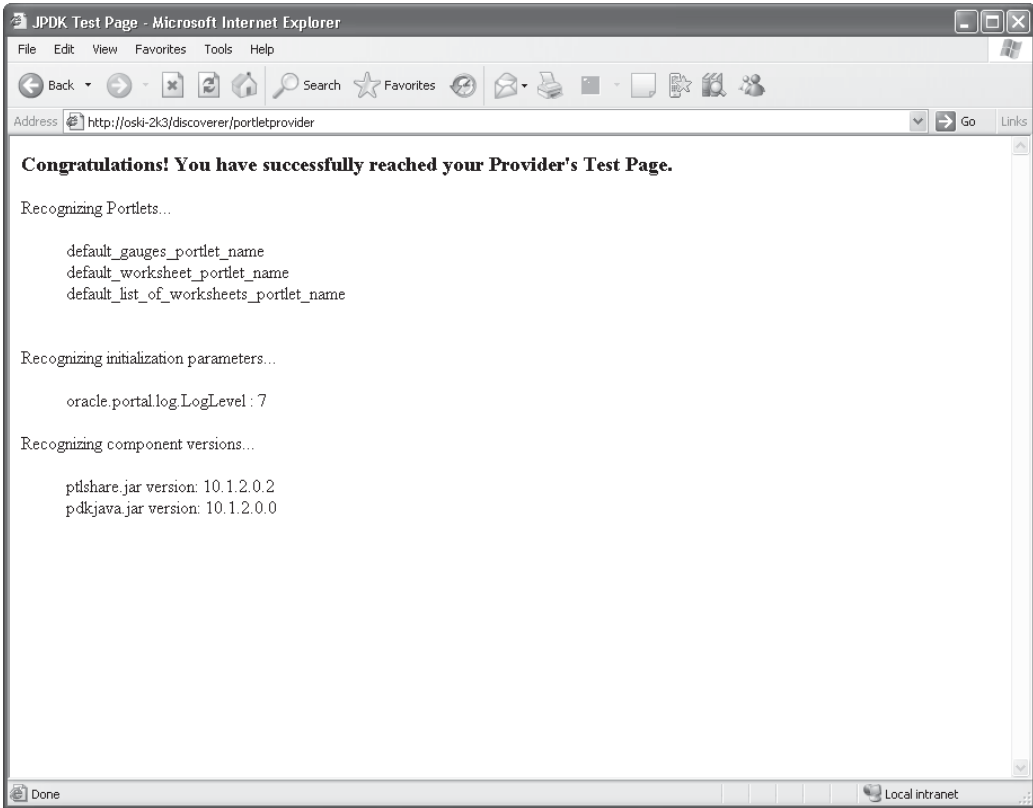 JPDK Test Page - Microsoft Internet Explorer
File Edit View Favorites Tools Help
Back Search Favorites
Address http://oski-2k3/discoverer/portletprovider Go Links
Congratulations! You have successfully reached your Provider's Test Page.
Recognizing Portlets...
default_gauges_portlet_name
default_worksheet_portlet_name
default_list_of_worksheets_portlet_name
Recognizing initialization parameters...
oracle.portal.log.LogLevel : 7
Recognizing component versions...
ptlshare.jar version: 10.1.2.0.2
pdkjava.jar version: 10.1.2.0.0
Done Local intranet